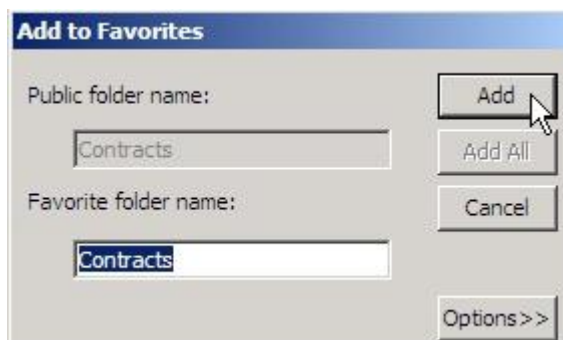 Add to Favorites
Public folder name:
Add
Contracts
Add All
Favorite folder name:
Cancel
Contracts
Options>>